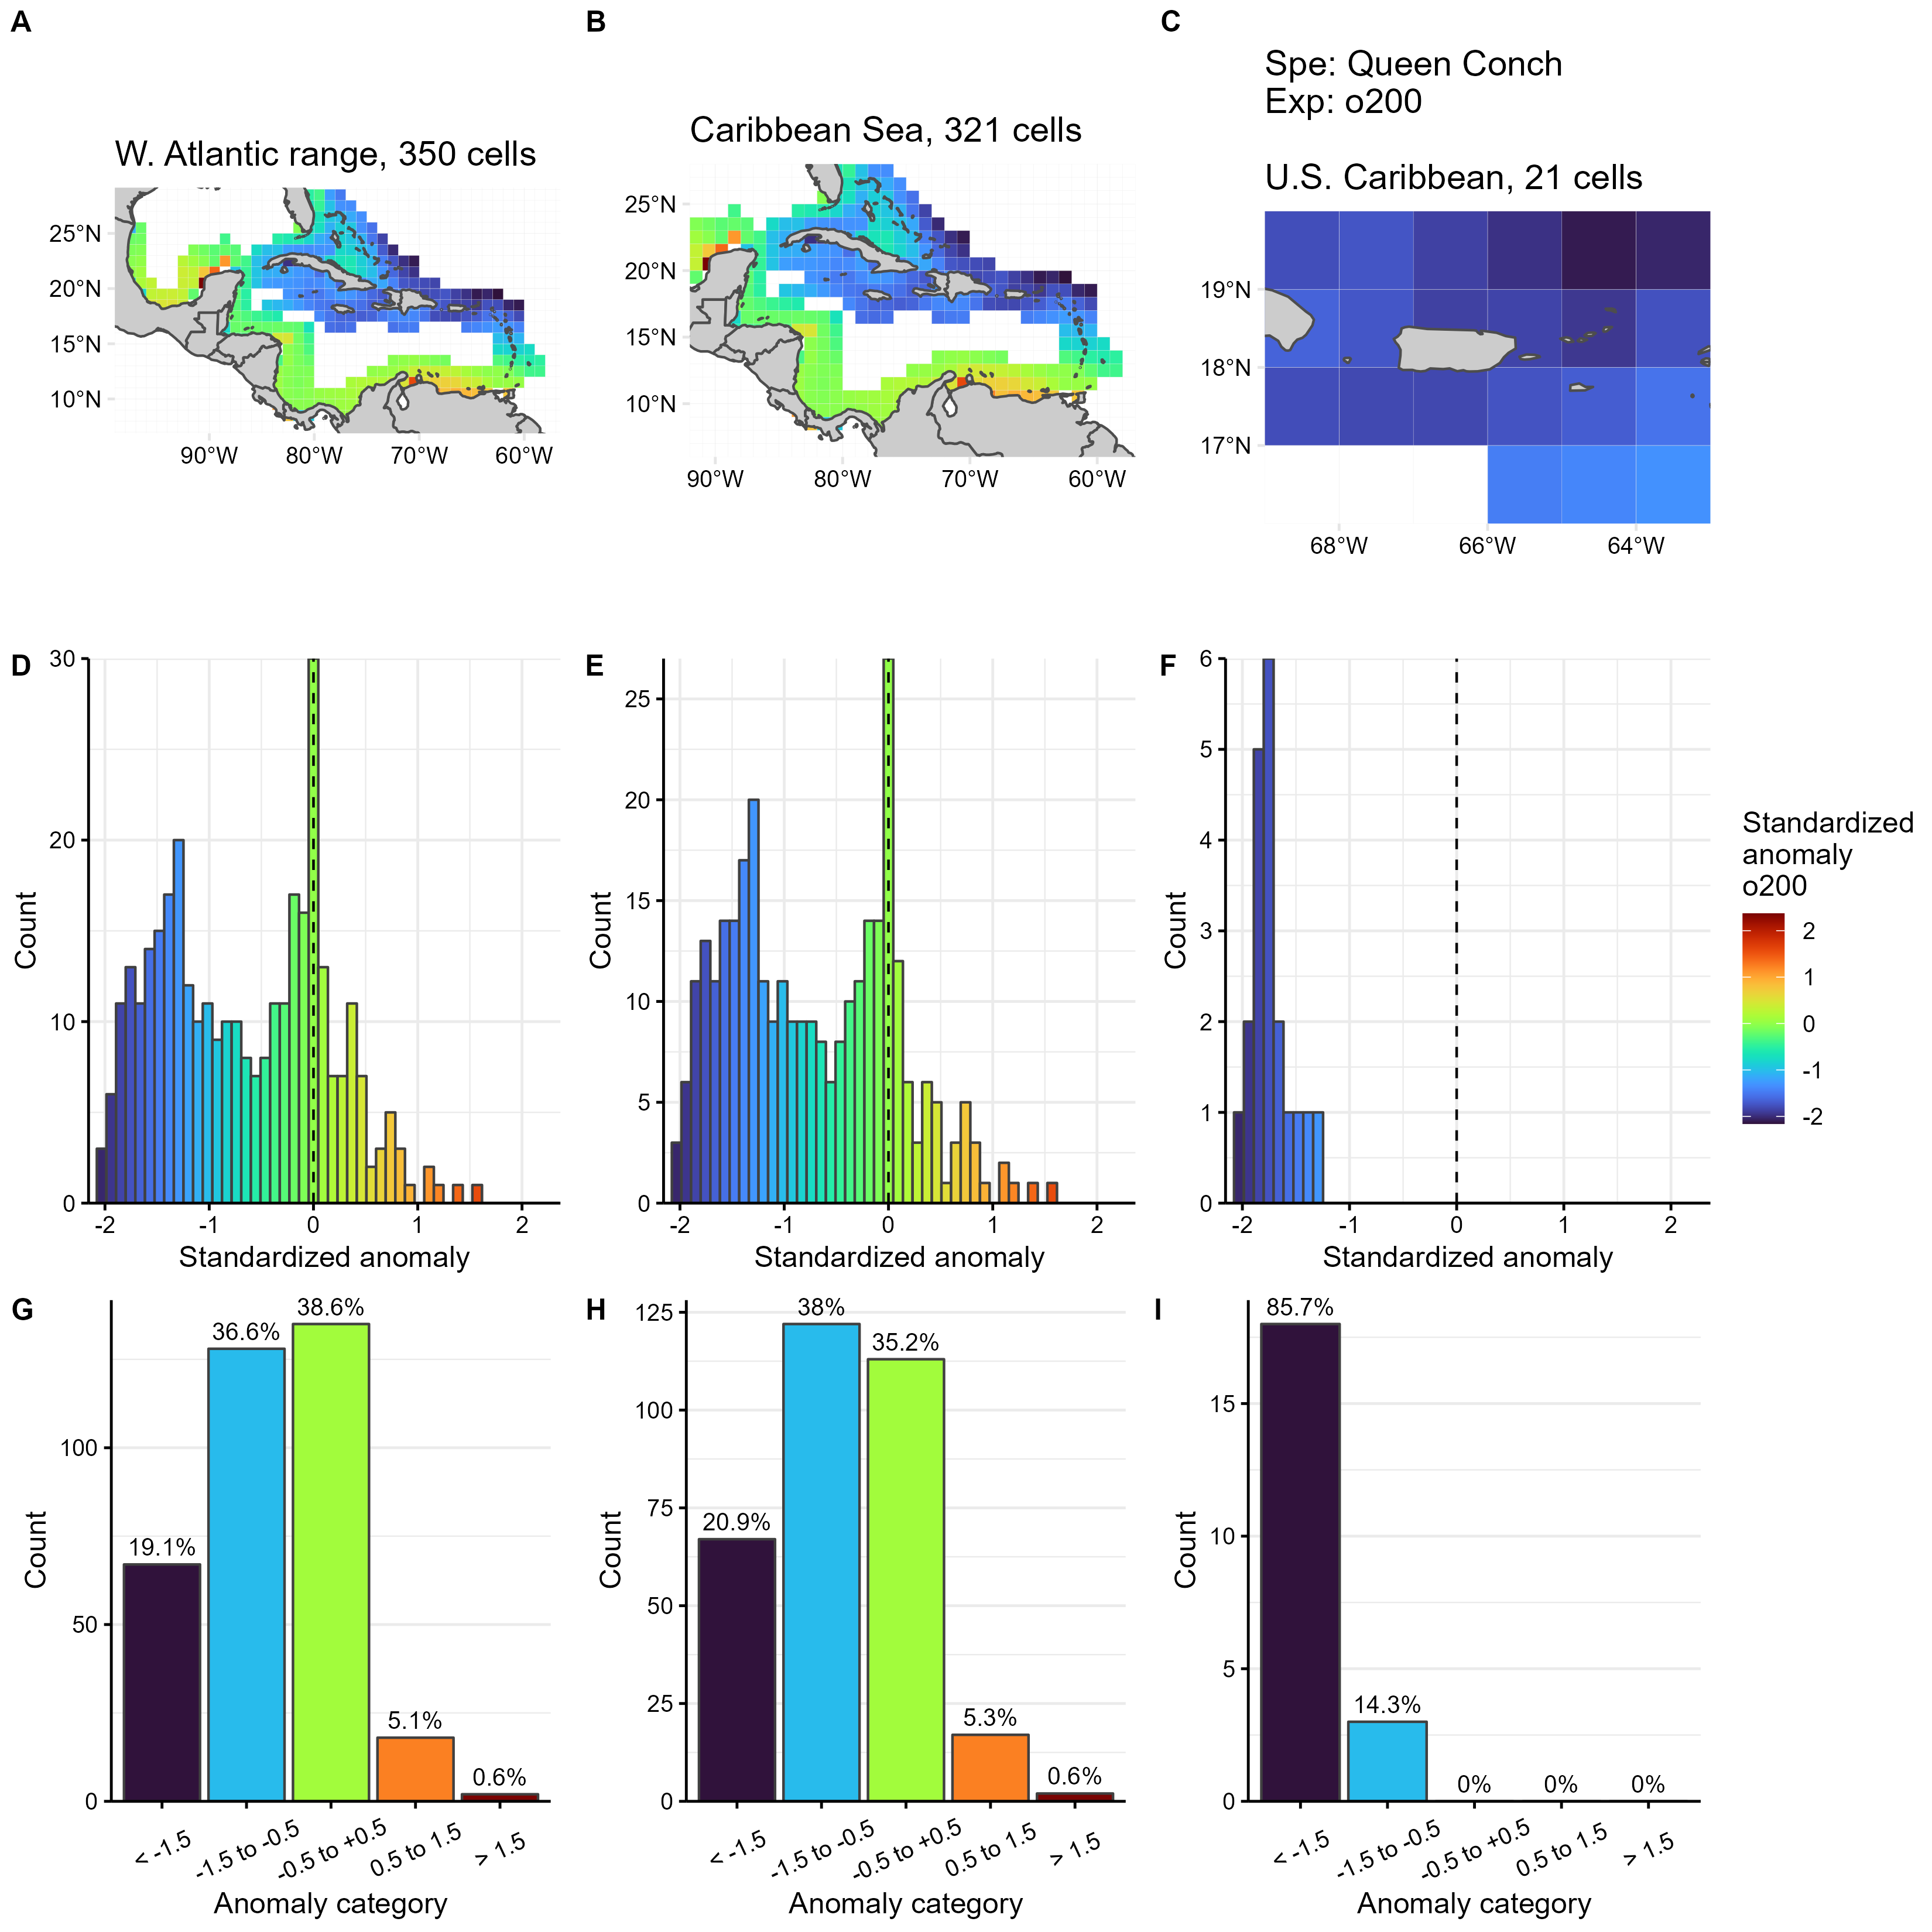 A
B
C
Spe: Queen Conch
Exp: o200
W. Atlantic range, 350 cells
Caribbean Sea, 321 cells
U.S. Caribbean, 21 cells
25°N
20°N
15°N
10°N
90°W
80°W
70°W
60°W
25°N
20°N
15°N
10°N
90°W
80°W
70°W
60°W
19°N
18°N
17°N
68°W
66°W
64°W
D
30
20
10
0
Count
-2
-1
0
1
2
Standardized anomaly
E
25
20
15
10
5
0
Count
-2
-1
0
1
2
Standardized anomaly
F
6
5
4
3
2
1
0
Count
-2
-1
0
1
2
Standardized anomaly
Standardized
anomaly
o200
2
1
0
-1
-2
G
100
50
0
Count
19.1%
36.6%
38.6%
5.1%
0.6%
< -1.5
-1.5 to -0.5
-0.5 to +0.5
0.5 to 1.5
> 1.5
Anomaly category
H
125
100
75
50
25
0
Count
20.9%
38%
35.2%
5.3%
0.6%
< -1.5
-1.5 to -0.5
-0.5 to +0.5
0.5 to 1.5
> 1.5
Anomaly category
I
15
10
5
0
Count
85.7%
14.3%
0%
0%
0%
< -1.5
-1.5 to -0.5
-0.5 to +0.5
0.5 to 1.5
> 1.5
Anomaly category